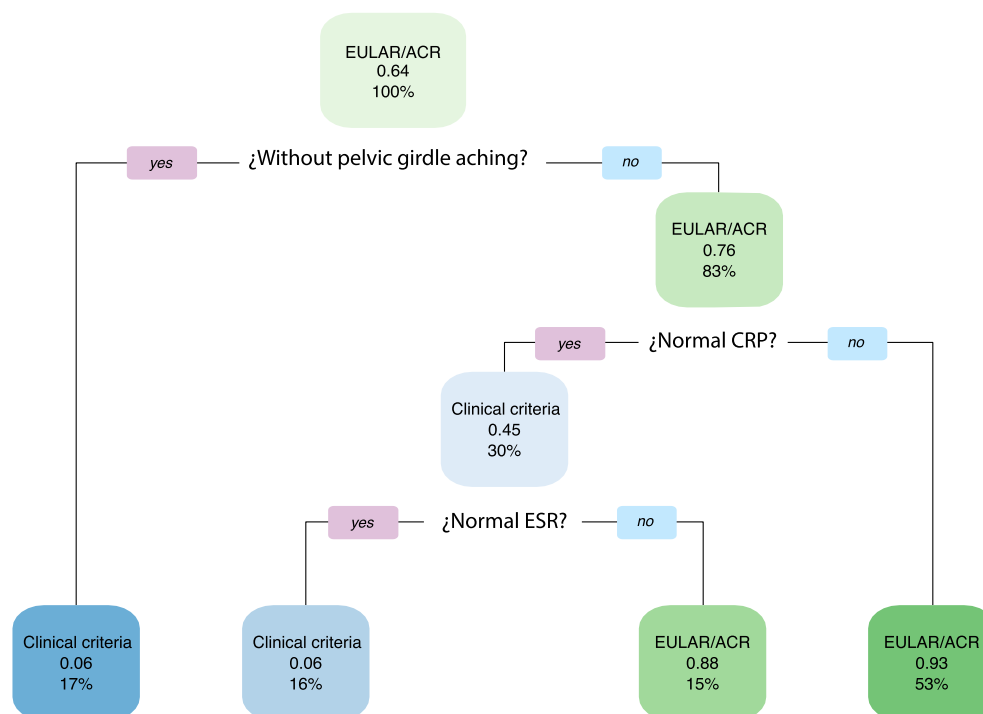 EULAR/ACR
0.64
100%
yes
¿Without pelvic girdle aching?
no
EULAR/ACR
0.76
83%
yes
¿Normal CRP?
no
Clinical criteria
0.45
30%
yes
¿Normal ESR?
no
Clinical criteria
0.06
17%
Clinical criteria
0.06
16%
EULAR/ACR
0.88
15%
EULAR/ACR
0.93
53%